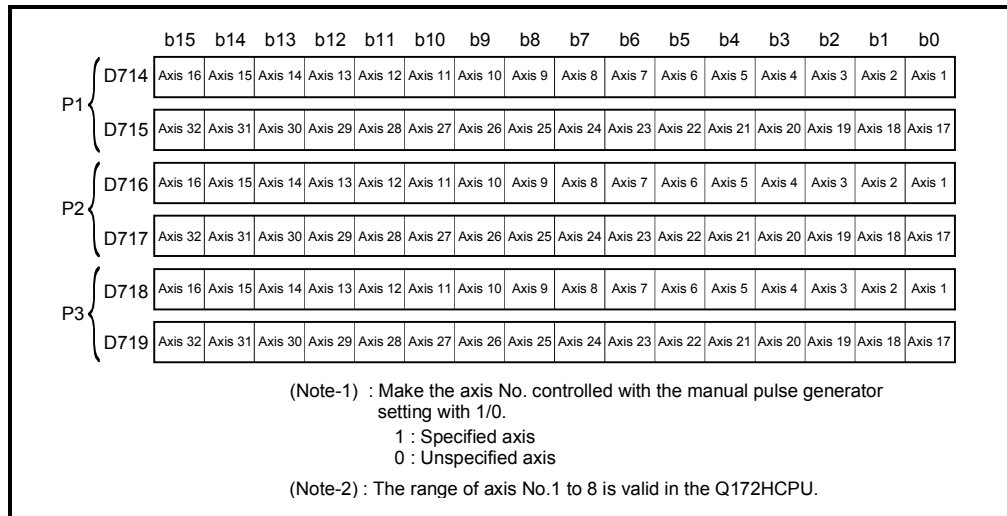 b15 b14 b13 b12 b11 b10 b9 b8 b7 b6 b5 b4 b3 b2 b1 b0
P1
D714 Axis 16 Axis 15 Axis 14 Axis 13 Axis 12 Axis 11 Axis 10 Axis 9 Axis 8 Axis 7 Axis 6 Axis 5 Axis 4 Axis 3 Axis 2 Axis 1
D715 Axis 32 Axis 31 Axis 30 Axis 29 Axis 28 Axis 27 Axis 26 Axis 25 Axis 24 Axis 23 Axis 22 Axis 21 Axis 20 Axis 19 Axis 18 Axis 17
P2
D716 Axis 16 Axis 15 Axis 14 Axis 13 Axis 12 Axis 11 Axis 10 Axis 9 Axis 8 Axis 7 Axis 6 Axis 5 Axis 4 Axis 3 Axis 2 Axis 1
D717 Axis 32 Axis 31 Axis 30 Axis 29 Axis 28 Axis 27 Axis 26 Axis 25 Axis 24 Axis 23 Axis 22 Axis 21 Axis 20 Axis 19 Axis 18 Axis 17
P3
D718 Axis 16 Axis 15 Axis 14 Axis 13 Axis 12 Axis 11 Axis 10 Axis 9 Axis 8 Axis 7 Axis 6 Axis 5 Axis 4 Axis 3 Axis 2 Axis 1
D719 Axis 32 Axis 31 Axis 30 Axis 29 Axis 28 Axis 27 Axis 26 Axis 25 Axis 24 Axis 23 Axis 22 Axis 21 Axis 20 Axis 19 Axis 18 Axis 17
(Note-1) : Make the axis No. controlled with the manual pulse generator
setting with 1/0.
1 : Specified axis
0 : Unspecified axis
(Note-2) : The range of axis No.1 to 8 is valid in the Q172HCPU.